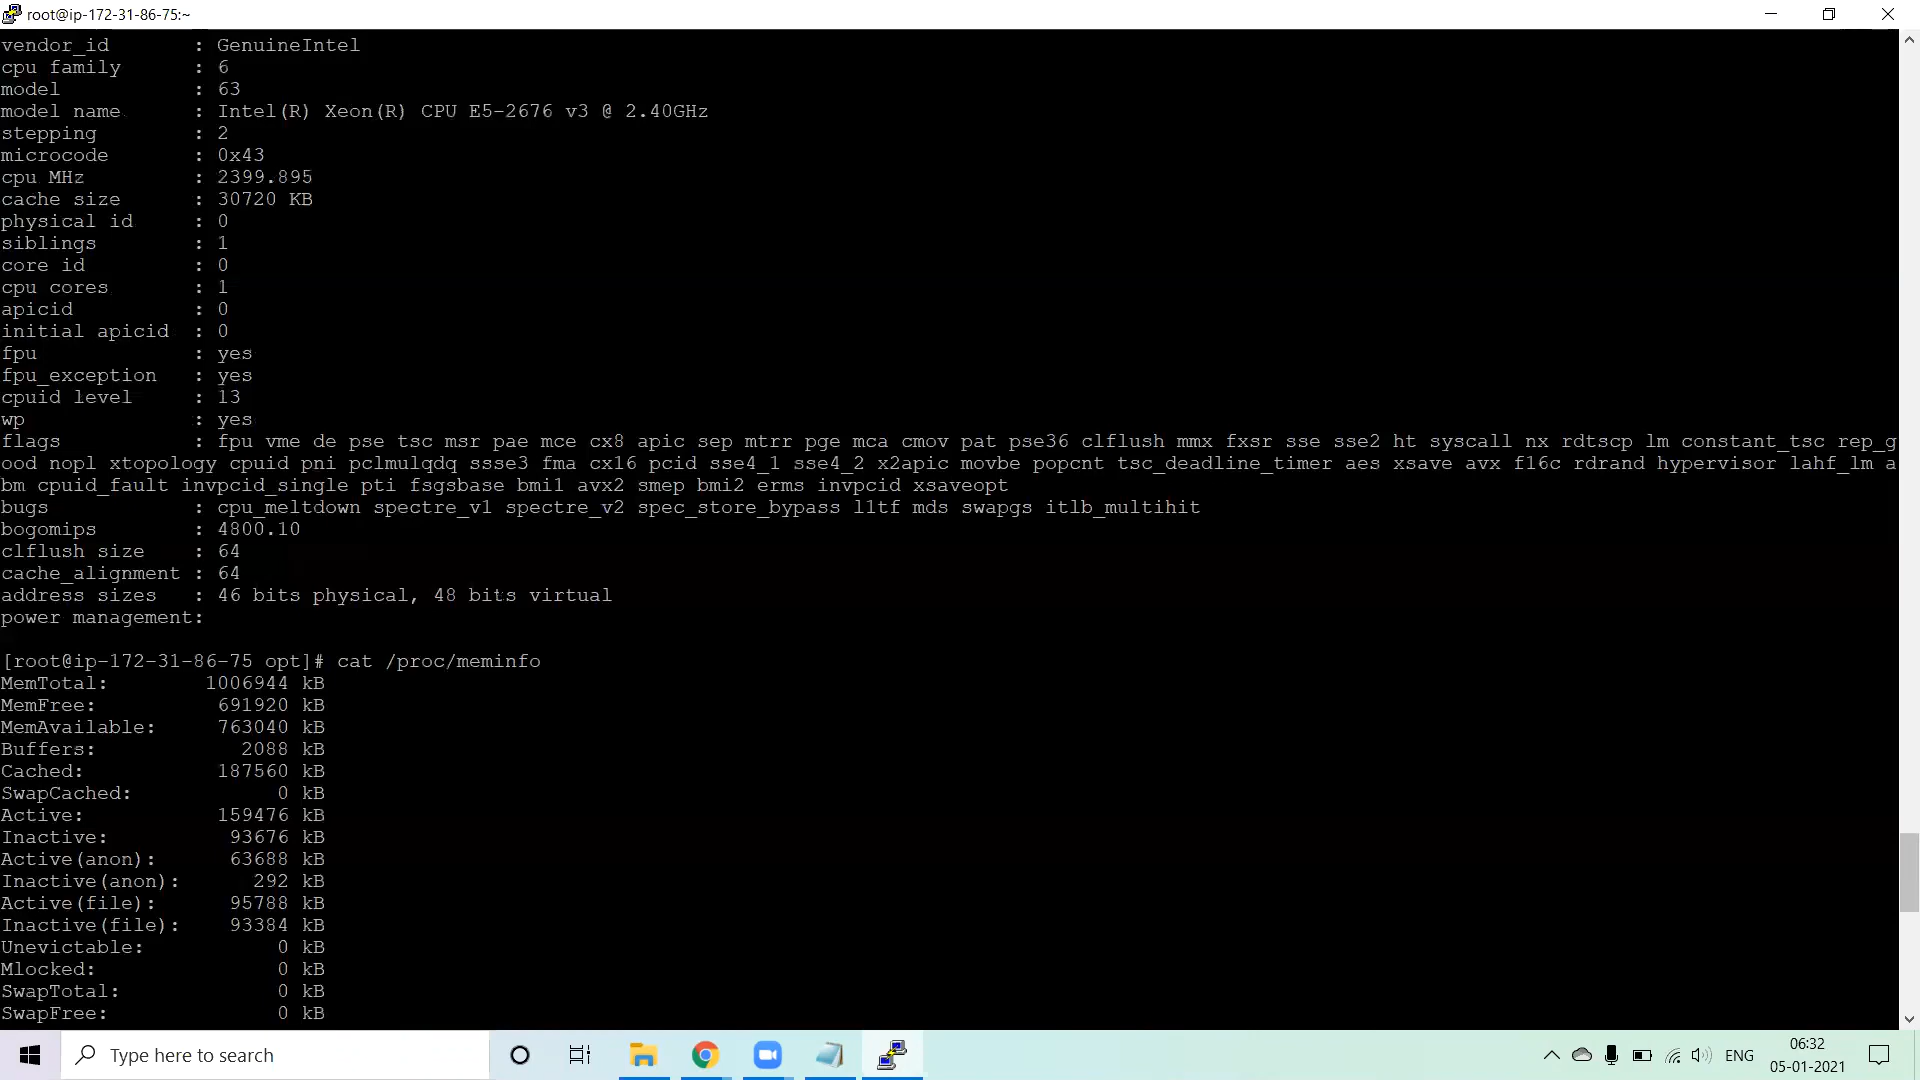 root@ip-172-31-86-75:~
vendor_id : GenuineIntel
cpu family : 6
model : 63
model name : Intel(R) Xeon(R) CPU E5-2676 v3 @ 2.40GHz
stepping : 2
microcode : 0x43
cpu MHz : 2399.895
cache size : 30720 KB
physical id : 0
siblings : 1
core id : 0
cpu cores : 1
apicid : 0
initial apicid : 0
fpu : yes
fpu_exception : yes
cpuid level : 13
wp : yes
flags : fpu vme de pse tsc msr pae mce cx8 apic sep mtrr pge mca cmov pat pse36 clflush mmx fxsr sse sse2 ht syscall nx rdtscp lm constant_tsc rep_g
ood nopl xtopology cpuid pni pclmulqdq ssse3 fma cx16 pcid sse4_1 sse4_2 x2apic movbe popcnt tsc_deadline_timer aes xsave avx f16c rdrand hypervisor lahf_lm a
bm cpuid_fault invpcid_single pti fsgsbase bmi1 avx2 smep bmi2 erms invpcid xsaveopt
bugs : cpu_meltdown spectre_v1 spectre_v2 spec_store_bypass l1tf mds swapgs itlb_multihit
bogomips : 4800.10
clflush size : 64
cache_alignment : 64
address sizes : 46 bits physical, 48 bits virtual
power management:
[root@ip-172-31-86-75 opt]# cat /proc/meminfo
MemTotal: 1006944 kB
MemFree: 691920 kB
MemAvailable: 763040 kB
Buffers: 2088 kB
Cached: 187560 kB
SwapCached: 0 kB
Active: 159476 kB
Inactive: 93676 kB
Active(anon): 63688 kB
Inactive(anon): 292 kB
Active(file): 95788 kB
Inactive(file): 93384 kB
Unevictable: 0 kB
Mlocked: 0 kB
SwapTotal: 0 kB
SwapFree: 0 kB
Type here to search
ENG
06:32
05-01-2021